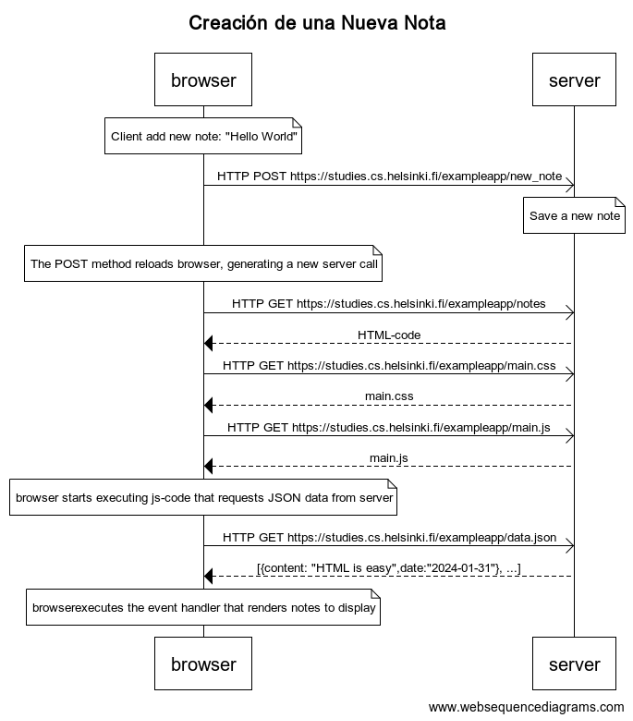 Creación de una Nueva Nota
browser
server
Client add new note: "Hello World"
HTTP POST https://studies.cs.helsinki.fi/exampleapp/new_note
Save a new note
The POST method reloads browser, generating a new server call
HTTP GET https://studies.cs.helsinki.fi/exampleapp/notes
HTML-code
HTTP GET https://studies.cs.helsinki.fi/exampleapp/main.css
main.css
HTTP GET https://studies.cs.helsinki.fi/exampleapp/main.js
main.js
browser starts executing js-code that requests JSON data from server
HTTP GET https://studies.cs.helsinki.fi/exampleapp/data.json
[{content: "HTML is easy",date:"2024-01-31"}, ...]
browserexecutes the event handler that renders notes to display
browser
server
www.websequencediagrams.com